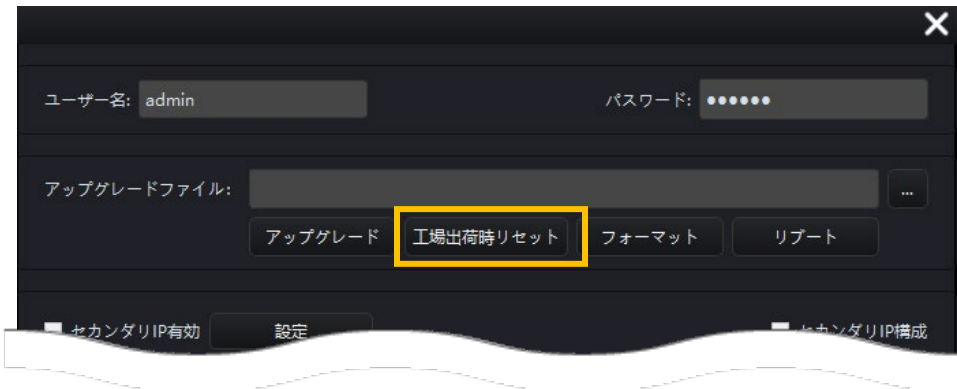 ユーザー名: admin パスワード: ●●●●●●
アップグレードファイル: ...
アップグレード 工場出荷時リセット フォーマット リブート
セカンダリIP有効 設定 セカンダリIP構成